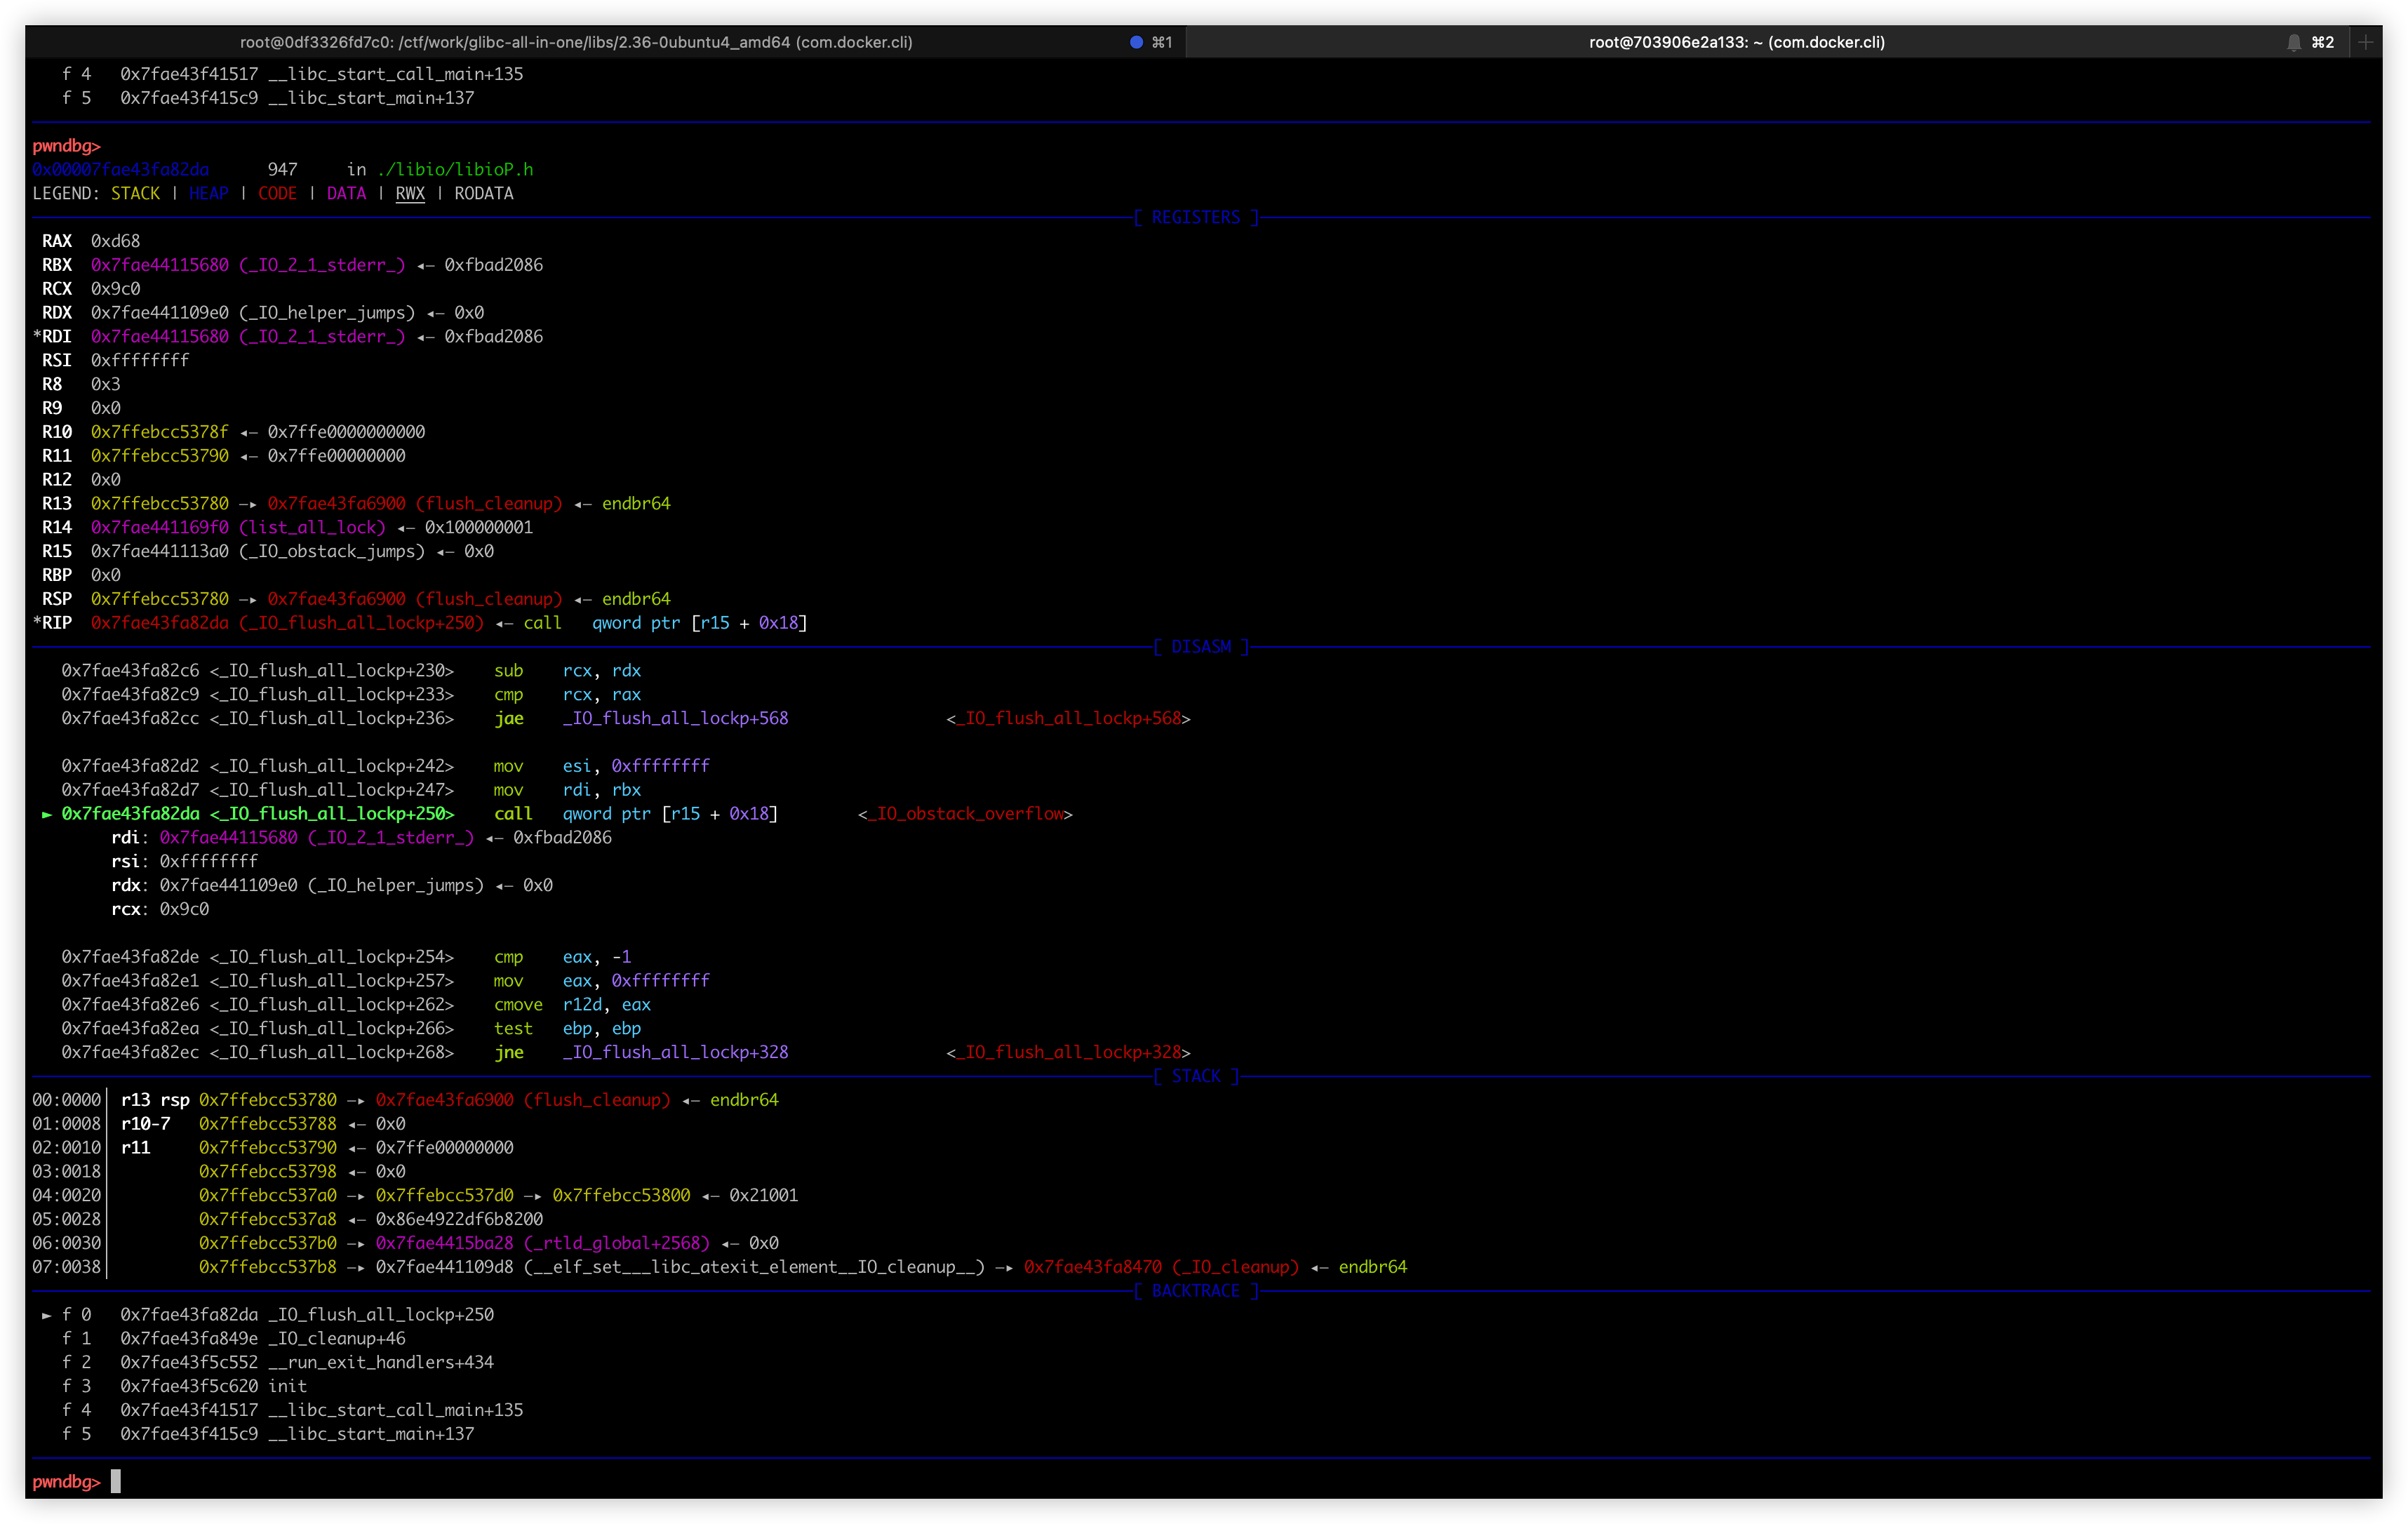 root@0df3326fd7c0: /ctf/work/glibc-all-in-one/libs/2.36-0ubuntu4_amd64 (com.docker.cli) ⌘1 root@703906e2a133: ~ (com.docker.cli) ⌘2 +
f 4 0x7fae43f41517 __libc_start_call_main+135
f 5 0x7fae43f415c9 __libc_start_main+137
pwndbg>
0x00007fae43fa82da 947 in ./libio/libioP.h
LEGEND: STACK | HEAP | CODE | DATA | RWX | RODATA
[ REGISTERS ]
RAX 0xd68
RBX 0x7fae44115680 (_IO_2_1_stderr_) ◂— 0xfbad2086
RCX 0x9c0
RDX 0x7fae441109e0 (_IO_helper_jumps) ◂— 0x0
*RDI 0x7fae44115680 (_IO_2_1_stderr_) ◂— 0xfbad2086
RSI 0xffffffff
R8 0x3
R9 0x0
R10 0x7ffebcc5378f ◂— 0x7ffe0000000000
R11 0x7ffebcc53790 ◂— 0x7ffe00000000
R12 0x0
R13 0x7ffebcc53780 —▸ 0x7fae43fa6900 (flush_cleanup) ◂— endbr64
R14 0x7fae441169f0 (list_all_lock) ◂— 0x100000001
R15 0x7fae441113a0 (_IO_obstack_jumps) ◂— 0x0
RBP 0x0
RSP 0x7ffebcc53780 —▸ 0x7fae43fa6900 (flush_cleanup) ◂— endbr64
*RIP 0x7fae43fa82da (_IO_flush_all_lockp+250) ◂— call qword ptr [r15 + 0x18]
[ DISASM ]
0x7fae43fa82c6 <_IO_flush_all_lockp+230> sub rcx, rdx
0x7fae43fa82c9 <_IO_flush_all_lockp+233> cmp rcx, rax
0x7fae43fa82cc <_IO_flush_all_lockp+236> jae _IO_flush_all_lockp+568 <_IO_flush_all_lockp+568>
0x7fae43fa82d2 <_IO_flush_all_lockp+242> mov esi, 0xffffffff
0x7fae43fa82d7 <_IO_flush_all_lockp+247> mov rdi, rbx
► 0x7fae43fa82da <_IO_flush_all_lockp+250> call qword ptr [r15 + 0x18] <_IO_obstack_overflow>
rdi: 0x7fae44115680 (_IO_2_1_stderr_) ◂— 0xfbad2086
rsi: 0xffffffff
rdx: 0x7fae441109e0 (_IO_helper_jumps) ◂— 0x0
rcx: 0x9c0
0x7fae43fa82de <_IO_flush_all_lockp+254> cmp eax, -1
0x7fae43fa82e1 <_IO_flush_all_lockp+257> mov eax, 0xffffffff
0x7fae43fa82e6 <_IO_flush_all_lockp+262> cmove r12d, eax
0x7fae43fa82ea <_IO_flush_all_lockp+266> test ebp, ebp
0x7fae43fa82ec <_IO_flush_all_lockp+268> jne _IO_flush_all_lockp+328 <_IO_flush_all_lockp+328>
[ STACK ]
00:0000│ r13 rsp 0x7ffebcc53780 —▸ 0x7fae43fa6900 (flush_cleanup) ◂— endbr64
01:0008│ r10-7 0x7ffebcc53788 ◂— 0x0
02:0010│ r11 0x7ffebcc53790 ◂— 0x7ffe00000000
03:0018│ 0x7ffebcc53798 ◂— 0x0
04:0020│ 0x7ffebcc537a0 —▸ 0x7ffebcc537d0 —▸ 0x7ffebcc53800 ◂— 0x21001
05:0028│ 0x7ffebcc537a8 ◂— 0x86e4922df6b8200
06:0030│ 0x7ffebcc537b0 —▸ 0x7fae4415ba28 (_rtld_global+2568) ◂— 0x0
07:0038│ 0x7ffebcc537b8 —▸ 0x7fae441109d8 (__elf_set___libc_atexit_element__IO_cleanup__) —▸ 0x7fae43fa8470 (_IO_cleanup) ◂— endbr64
[ BACKTRACE ]
► f 0 0x7fae43fa82da _IO_flush_all_lockp+250
f 1 0x7fae43fa849e _IO_cleanup+46
f 2 0x7fae43f5c552 __run_exit_handlers+434
f 3 0x7fae43f5c620 init
f 4 0x7fae43f41517 __libc_start_call_main+135
f 5 0x7fae43f415c9 __libc_start_main+137
pwndbg>